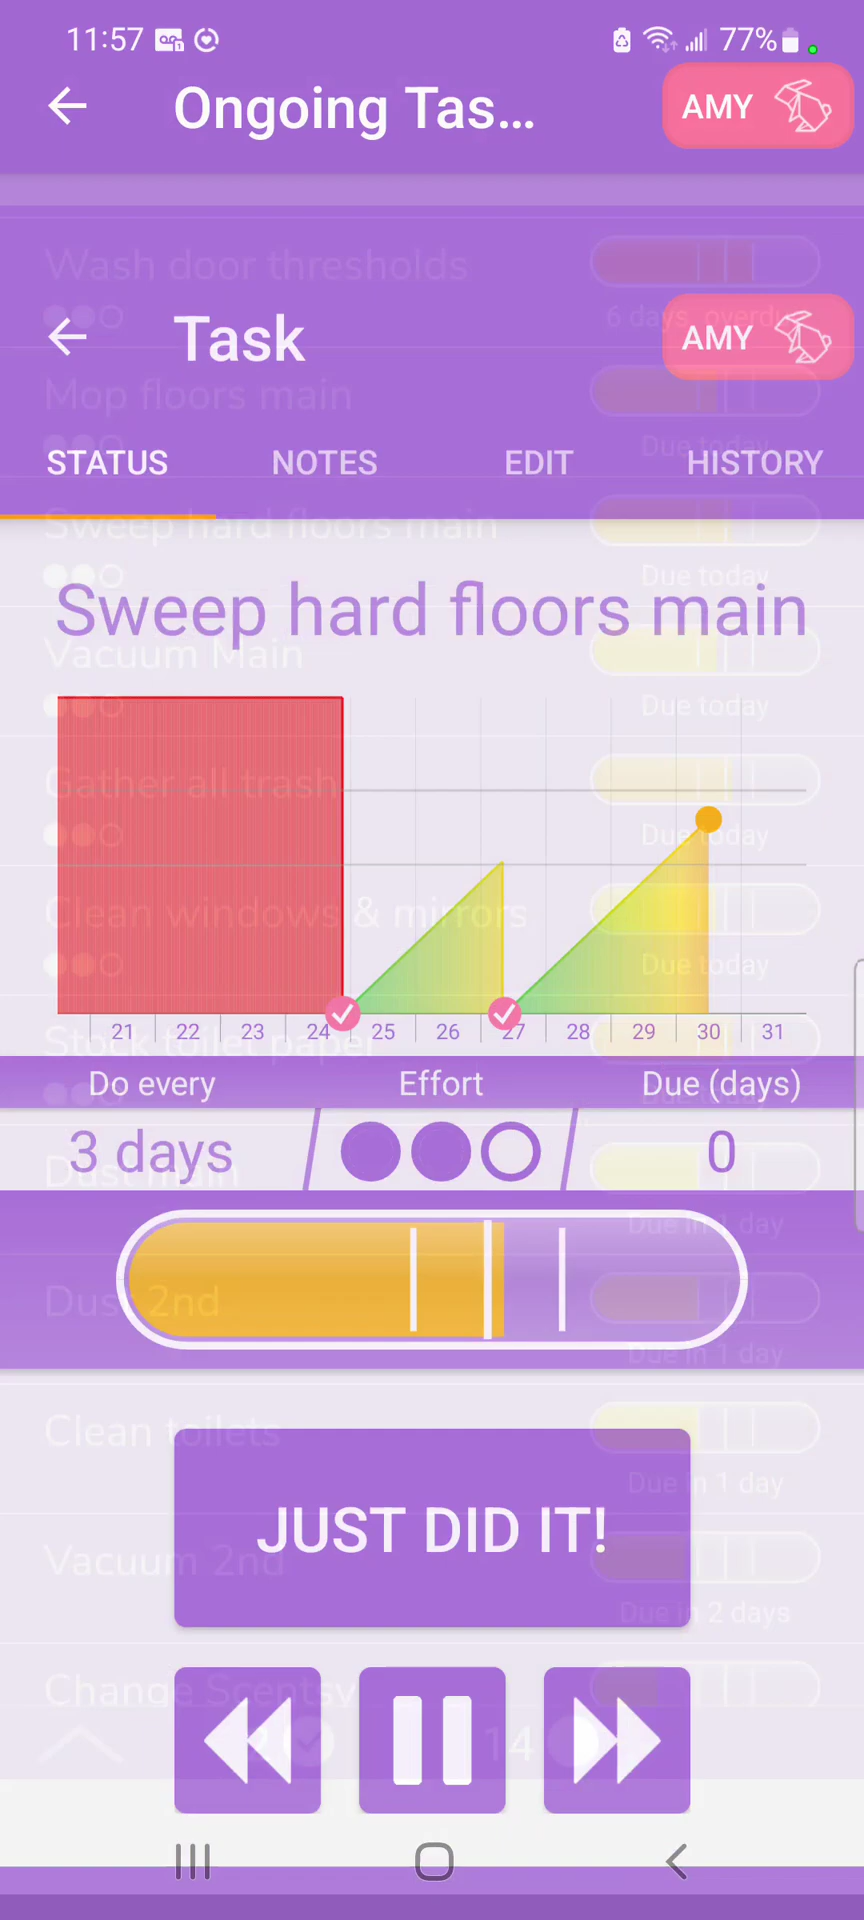 11:57
77%
Ongoing Tas...
AMY
Wash door thresholds
6 days, overdu
Task
AMY
Mop floors main
Due today
STATUS
NOTES
EDIT
HISTORY
Sweep hard floors main
Due today
Sweep hard floors main
Vacuum Main
Due today
Gather all trash
Due today
Clean windows & mirrors
Due today
21 22 23 24 25 26 27 28 29 30 31
Stock toilet paper
Do every
Effort
Due (days)
3 days
0
Dust main
Due in 1 day
Dust 2nd
Due in 1 day
Clean toilets
Due in 1 day
JUST DID IT!
Vacuum 2nd
Due in 2 days
Change Scentsy
14